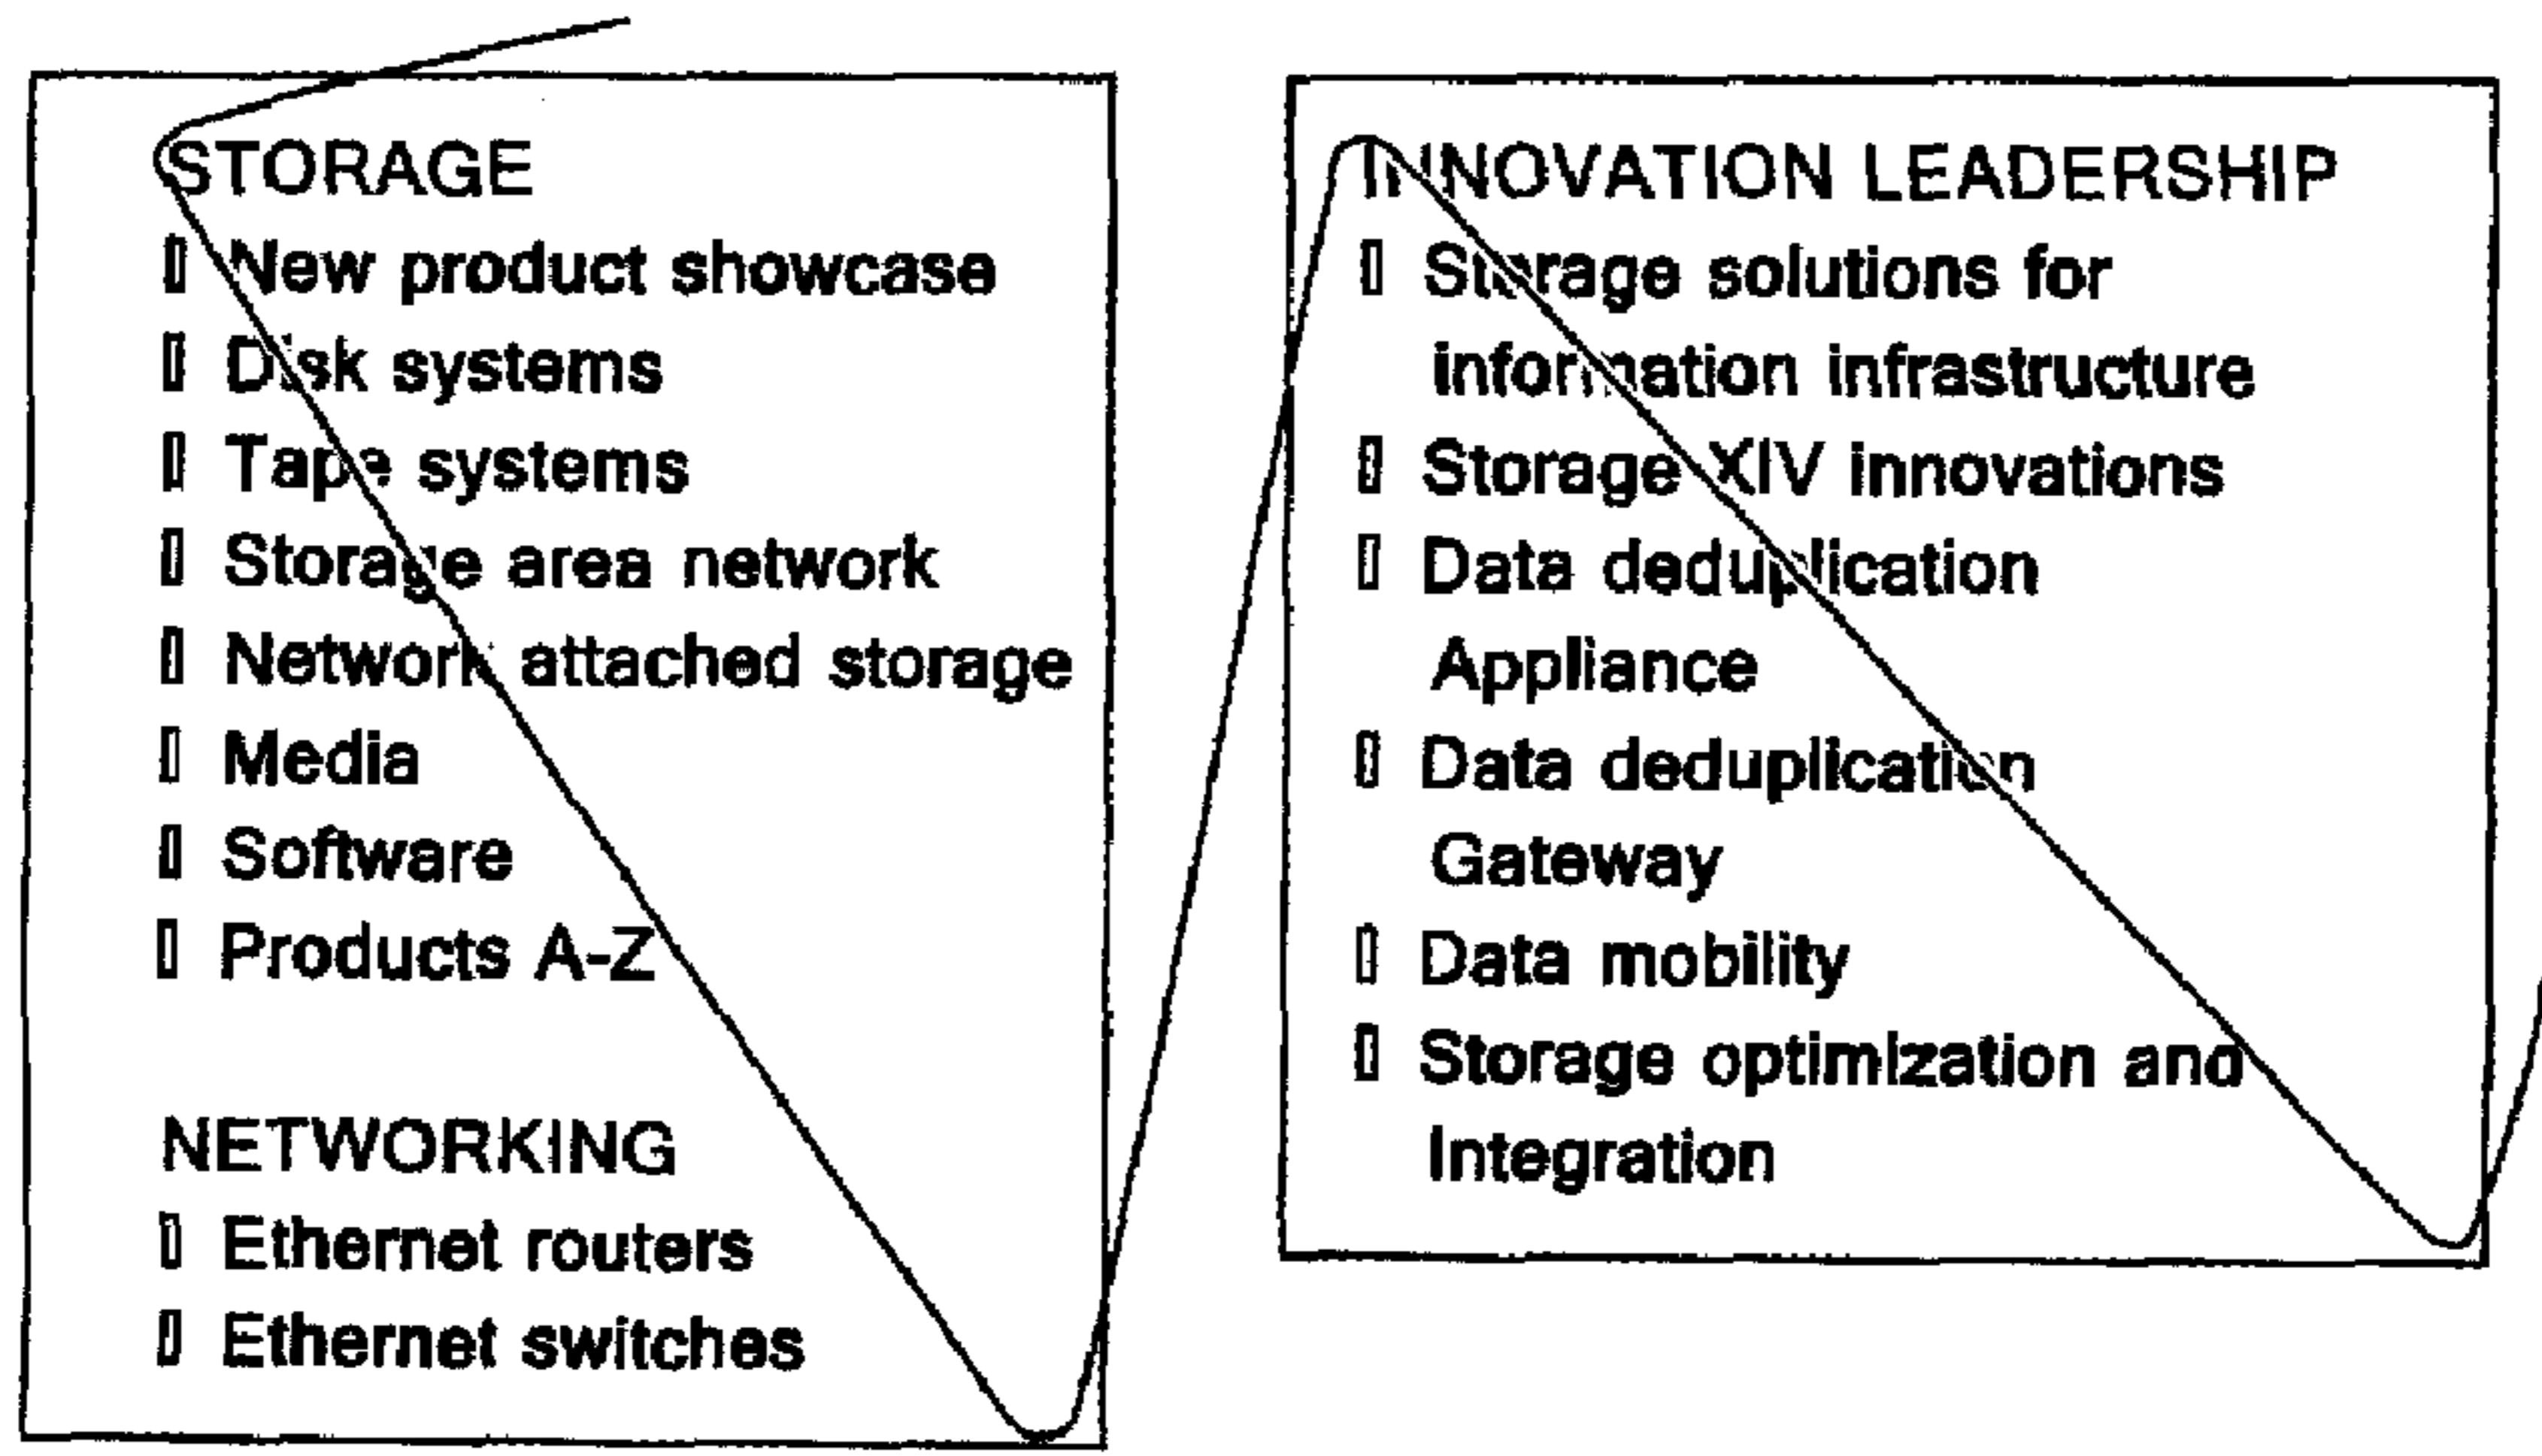 STORAGE
▯ New product showcase
▯ Disk systems
▯ Tape systems
▯ Storage area network
▯ Network attached storage
▯ Media
▯ Software
▯ Products A-Z
NETWORKING
▯ Ethernet routers
▯ Ethernet switches
INNOVATION LEADERSHIP
▯ Storage solutions for
information infrastructure
▯ Storage XIV innovations
▯ Data deduplication
Appliance
▯ Data deduplication
Gateway
▯ Data mobility
▯ Storage optimization and
Integration